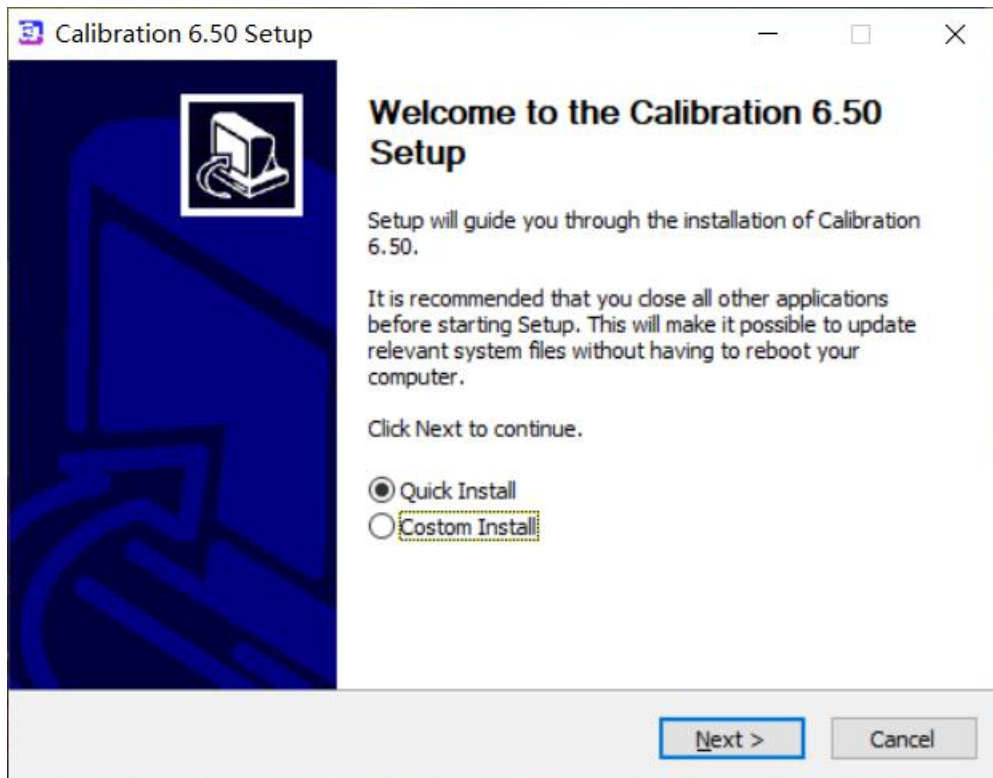 Calibration 6.50 Setup
Welcome to the Calibration 6.50
Setup
Setup will guide you through the installation of Calibration
6.50.
It is recommended that you close all other applications
before starting Setup. This will make it possible to update
relevant system files without having to reboot your
computer.
Click Next to continue.
Quick Install
Costom Install
Next >
Cancel